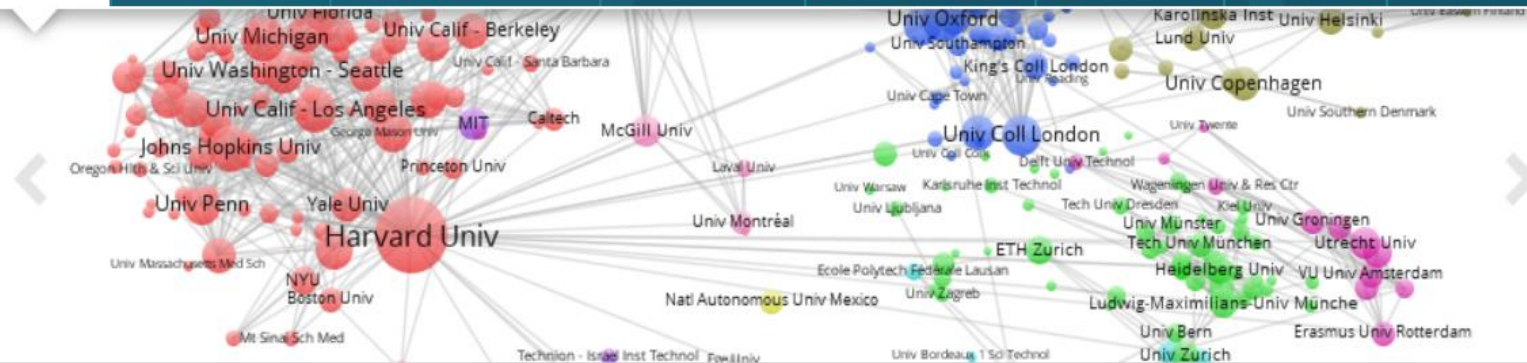 Univ Florida
Univ Michigan
Univ Calif - Berkeley
Univ Calif - Santa Barbara
Univ Washington - Seattle
Univ Calif - Los Angeles
George Mason Univ
MIT
Caltech
Johns Hopkins Univ
Oregon Hlth & Sci Univ
Princeton Univ
Univ Penn
Yale Univ
Harvard Univ
Univ Massachusetts Med Sch
NYU
Boston Univ
Mt Sinai Sch Med
McGill Univ
Laval Univ
Univ Montréal
Natl Autonomous Univ Mexico
Technion - Israel Inst Technol
Univ Oxford
Univ Southampton
King's Coll London
Univ Reading
Univ Cape Town
Univ Coll London
Univ Coll Cork
Delft Univ Technol
Univ Warsaw
Karlsruhe Inst Technol
Univ Ljubljana
ETH Zurich
Ecole Polytech Fédérale Lausan
Univ Zagreb
Univ Bordeaux 1 Sci Technol
Karolinska Inst
Univ Helsinki
Univ Eastern Finland
Lund Univ
Univ Copenhagen
Univ Southern Denmark
Univ Twente
Wageningen Univ & Res Ctr
Tech Univ Dresden
Kiel Univ
Univ Münster
Univ Groningen
Tech Univ München
Utrecht Univ
Heidelberg Univ
VU Univ Amsterdam
Ludwig-Maximilians-Univ Münche
Univ Bern
Erasmus Univ Rotterdam
Univ Zurich